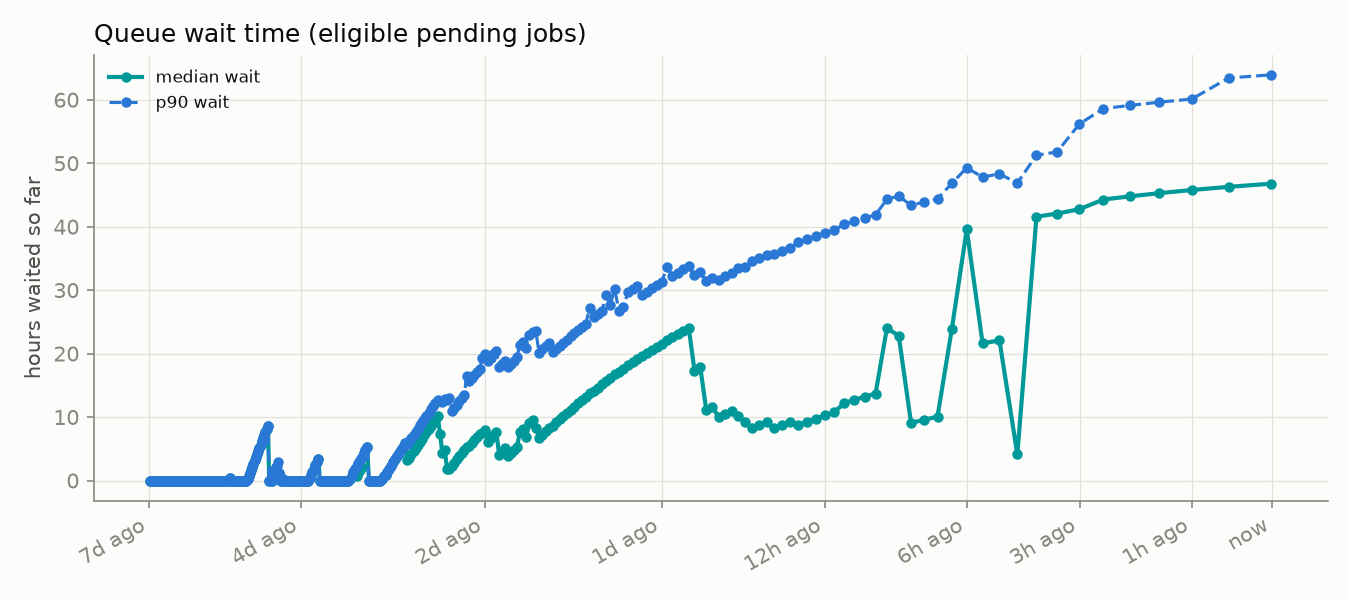 Queue wait time (eligible pending jobs)
median wait
p90 wait
hours waited so far
60
50
40
30
20
10
0
7d ago
4d ago
2d ago
1d ago
12h ago
6h ago
3h ago
1h ago
now